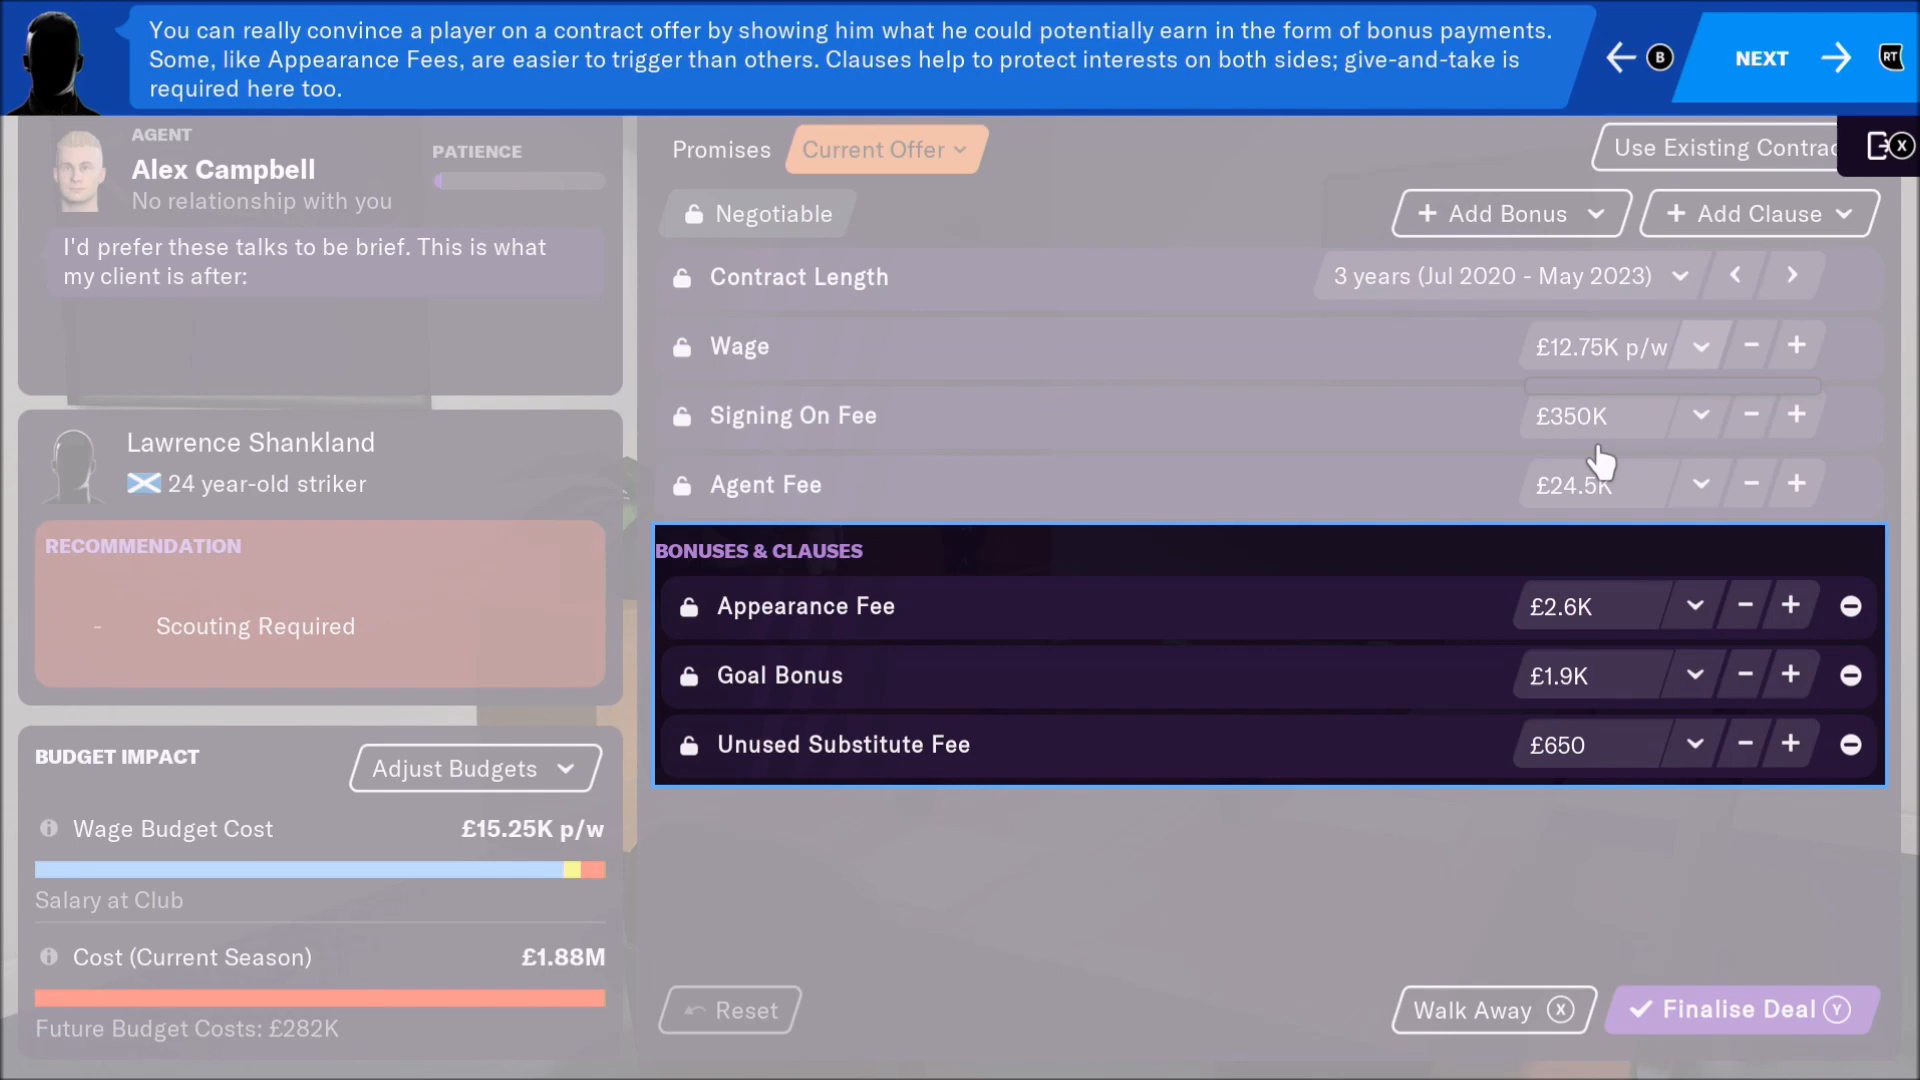 You can really convince a player on a contract offer by showing him what he could potentially earn in the form of bonus payments.
Some, like Appearance Fees, are easier to trigger than others. Clauses help to protect interests on both sides; give-and-take is
required here too.
B
NEXT
RT
X
AGENT
Alex Campbell
No relationship with you
PATIENCE
I'd prefer these talks to be brief. This is what
my client is after:
Lawrence Shankland
24 year-old striker
RECOMMENDATION
- Scouting Required
BUDGET IMPACT
Adjust Budgets
Wage Budget Cost £15.25K p/w
Salary at Club
Cost (Current Season) £1.88M
Future Budget Costs: £282K
Promises Current Offer
Use Existing Contrac
Negotiable
+ Add Bonus
+ Add Clause
Contract Length 3 years (Jul 2020 - May 2023)
Wage £12.75K p/w
Signing On Fee £350K
Agent Fee £24.5K
BONUSES & CLAUSES
Appearance Fee £2.6K
Goal Bonus £1.9K
Unused Substitute Fee £650
Reset
Walk Away X
Finalise Deal Y